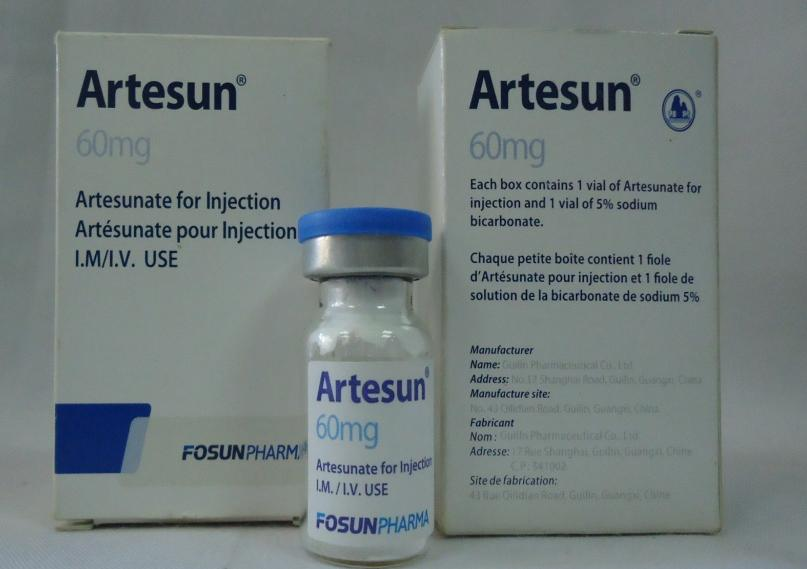 Artesun®
60mg
Artesunate for Injection
Artésunate pour Injection
I.M/I.V. USE
FOSUNPHARMA
Artesun®
60mg
Artesunate for Injection
I.M. / I.V. USE
FOSUNPHARMA
Artesun®
®
60mg
Each box contains 1 vial of Artesunate for
injection and 1 vial of 5% sodium
bicarbonate.
Chaque petite boîte contient 1 fiole
d'Artésunate pour injection et 1 fiole de
solution de la bicarbonate de sodium 5%
Manufacturer
Name: Guilin Pharmaceutical Co., Ltd.
Address: No.17 Shanghai Road, Guilin, Guangxi, China
Manufacture site:
No. 43 Qilidian Road, Guilin, Guangxi, China.
Fabricant
Nom : Guilin Pharmaceutical Co., Ltd.
Adresse: 17 Rue Shanghai, Guilin, Guangxi, Chine
C.P.: 541002
Site de fabrication:
43 Rue Qilidian Road, Guilin, Guangxi, Chine